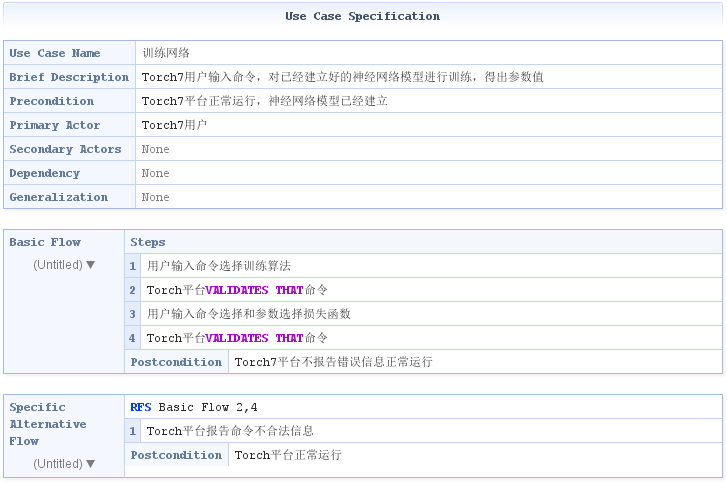 Use Case Specification
Use Case Name 训练网络
Brief Description Torch7用户输入命令，对已经建立好的神经网络模型进行训练，得出参数值
Precondition Torch7平台正常运行，神经网络模型已经建立
Primary Actor Torch7用户
Secondary Actors None
Dependency None
Generalization None
Basic Flow Steps
(Untitled) ▼
1 用户输入命令选择训练算法
2 Torch平台VALIDATES THAT命令
3 用户输入命令选择和参数选择损失函数
4 Torch平台VALIDATES THAT命令
Postcondition Torch7平台不报告错误信息正常运行
Specific Alternative Flow
(Untitled) ▼
RFS Basic Flow 2,4
1 Torch平台报告命令不合法信息
Postcondition Torch平台正常运行